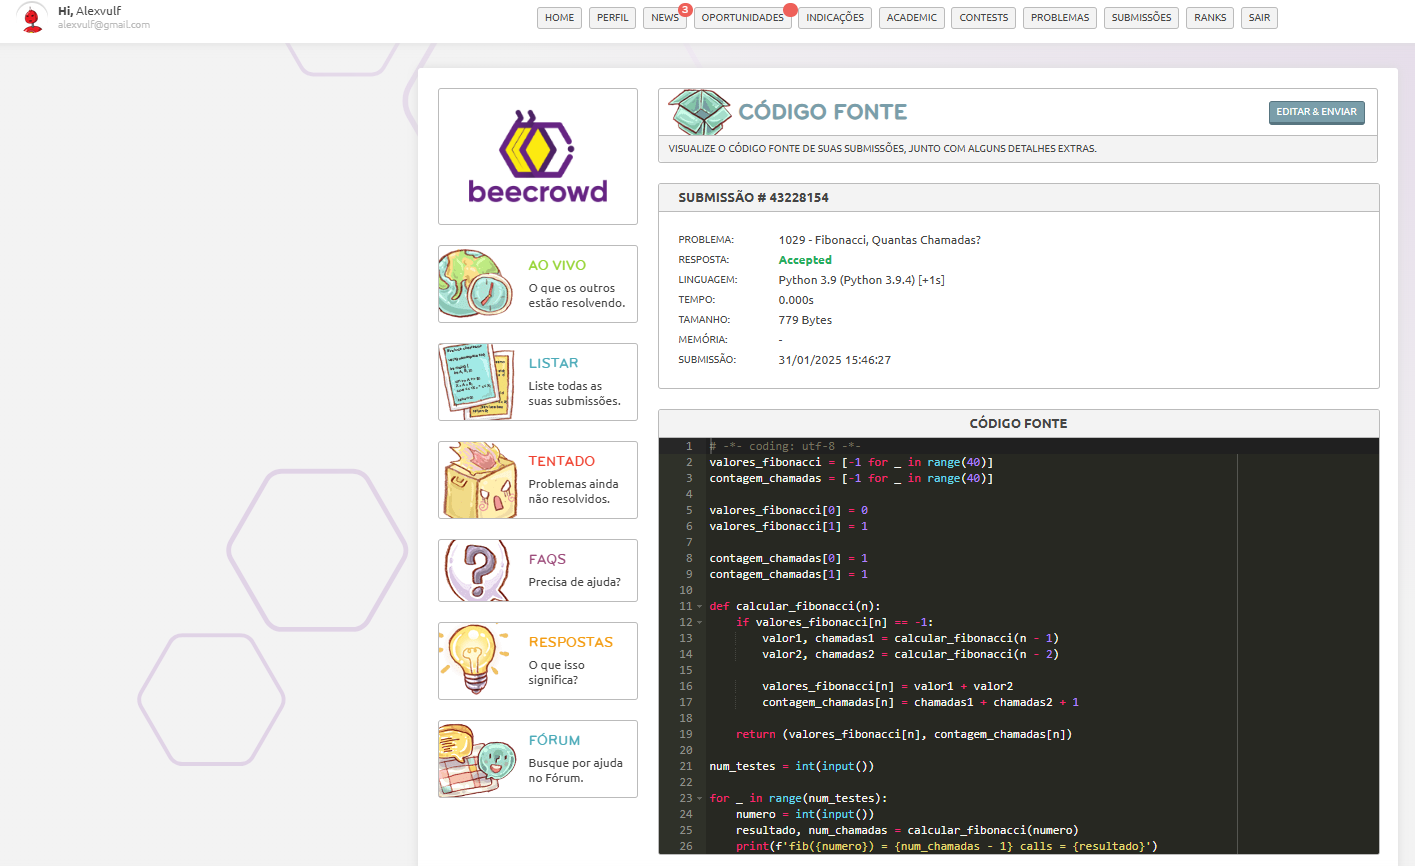 Hi, Alexvulf
alexvulf@gmail.com
HOME PERFIL NEWS 3 OPORTUNIDADES INDICAÇÕES ACADEMIC CONTESTS PROBLEMAS SUBMISSÕES RANKS SAIR
beecrowd
AO VIVO
O que os outros
estão resolvendo.
LISTAR
Liste todas as
suas submissões.
TENTADO
Problemas ainda
não resolvidos.
FAQS
Precisa de ajuda?
RESPOSTAS
O que isso
significa?
FÓRUM
Busque por ajuda
no Fórum.
CÓDIGO FONTE
EDITAR & ENVIAR
VISUALIZE O CÓDIGO FONTE DE SUAS SUBMISSÕES, JUNTO COM ALGUNS DETALHES EXTRAS.
SUBMISSÃO # 43228154
PROBLEMA: 1029 - Fibonacci, Quantas Chamadas?
RESPOSTA: Accepted
LINGUAGEM: Python 3.9 (Python 3.9.4) [+1s]
TEMPO: 0.000s
TAMANHO: 779 Bytes
MEMÓRIA: -
SUBMISSÃO: 31/01/2025 15:46:27
CÓDIGO FONTE
1 # -*- coding: utf-8 -*-
2 valores_fibonacci = [-1 for _ in range(40)]
3 contagem_chamadas = [-1 for _ in range(40)]
4
5 valores_fibonacci[0] = 0
6 valores_fibonacci[1] = 1
7
8 contagem_chamadas[0] = 1
9 contagem_chamadas[1] = 1
10
11 def calcular_fibonacci(n):
12     if valores_fibonacci[n] == -1:
13         valor1, chamadas1 = calcular_fibonacci(n - 1)
14         valor2, chamadas2 = calcular_fibonacci(n - 2)
15
16         valores_fibonacci[n] = valor1 + valor2
17         contagem_chamadas[n] = chamadas1 + chamadas2 + 1
18
19     return (valores_fibonacci[n], contagem_chamadas[n])
20
21 num_testes = int(input())
22
23 for _ in range(num_testes):
24     numero = int(input())
25     resultado, num_chamadas = calcular_fibonacci(numero)
26     print(f'fib({numero}) = {num_chamadas - 1} calls = {resultado}')